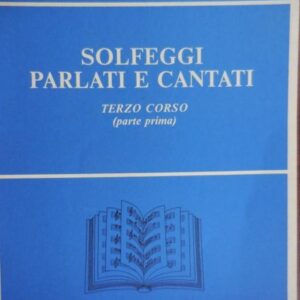 SOLFEGGI
PARLATI E CANTATI
TERZO CORSO
(parte prima)